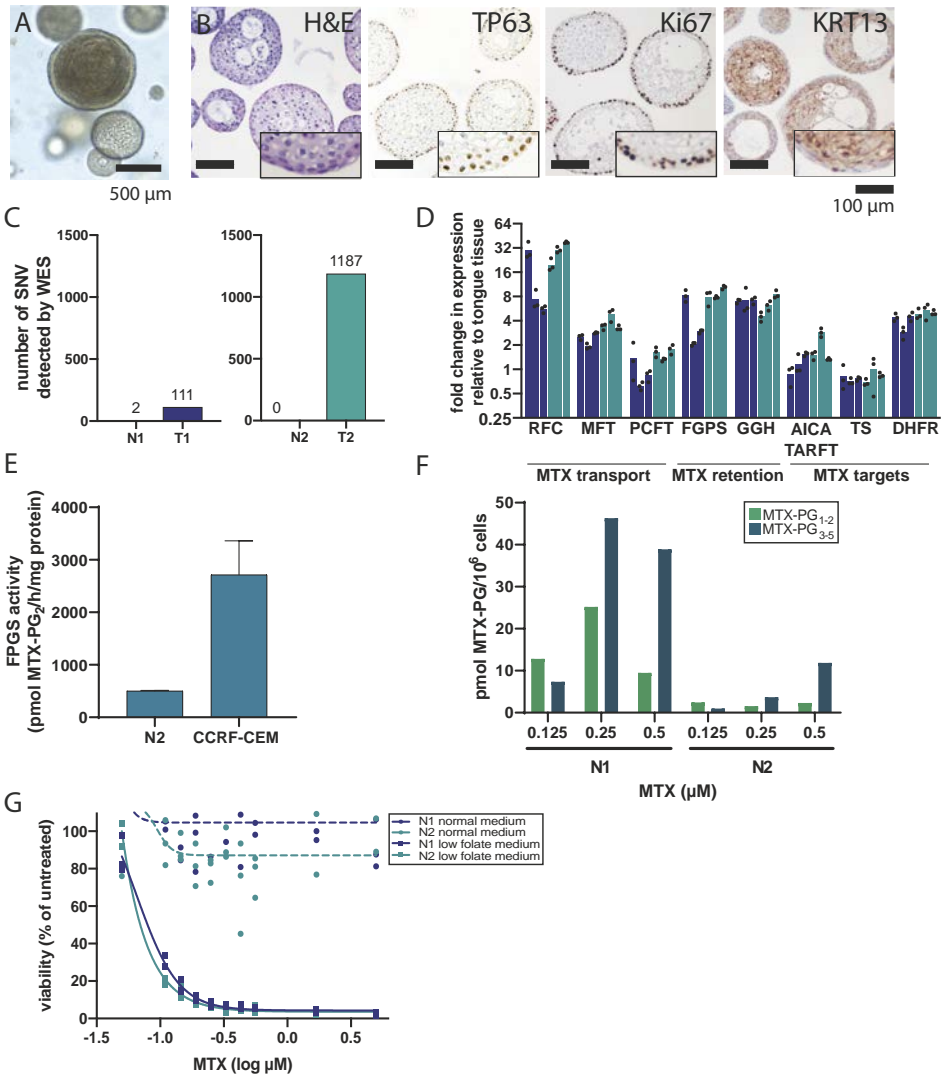 A
B
H&E
TP63
Ki67
KRT13
500 µm
100 µm
C
number of SNV
detected by WES
1500
1000
500
0
2
111
N1
T1
1500
1000
500
0
0
1187
N2
T2
D
fold change in expression
relative to tongue tissue
64
32
16
8
4
2
1
0.5
0.25
RFC
MFT
PCFT
FGPS
GGH
AICA
TARFT
TS
DHFR
MTX transport
MTX retention
MTX targets
E
FPGS activity
(pmol MTX-PG2/h/mg protein)
4000
3000
2000
1000
0
N2
CCRF-CEM
F
pmol MTX-PG/10⁶ cells
50
40
30
20
10
0
MTX-PG1-2
MTX-PG3-5
0.125
0.25
0.5
0.125
0.25
0.5
N1
N2
MTX (µM)
G
viability (% of untreated)
100
80
60
40
20
0
-1.5
-1.0
-0.5
0.0
0.5
MTX (log µM)
N1 normal medium
N2 normal medium
N1 low folate medium
N2 low folate medium